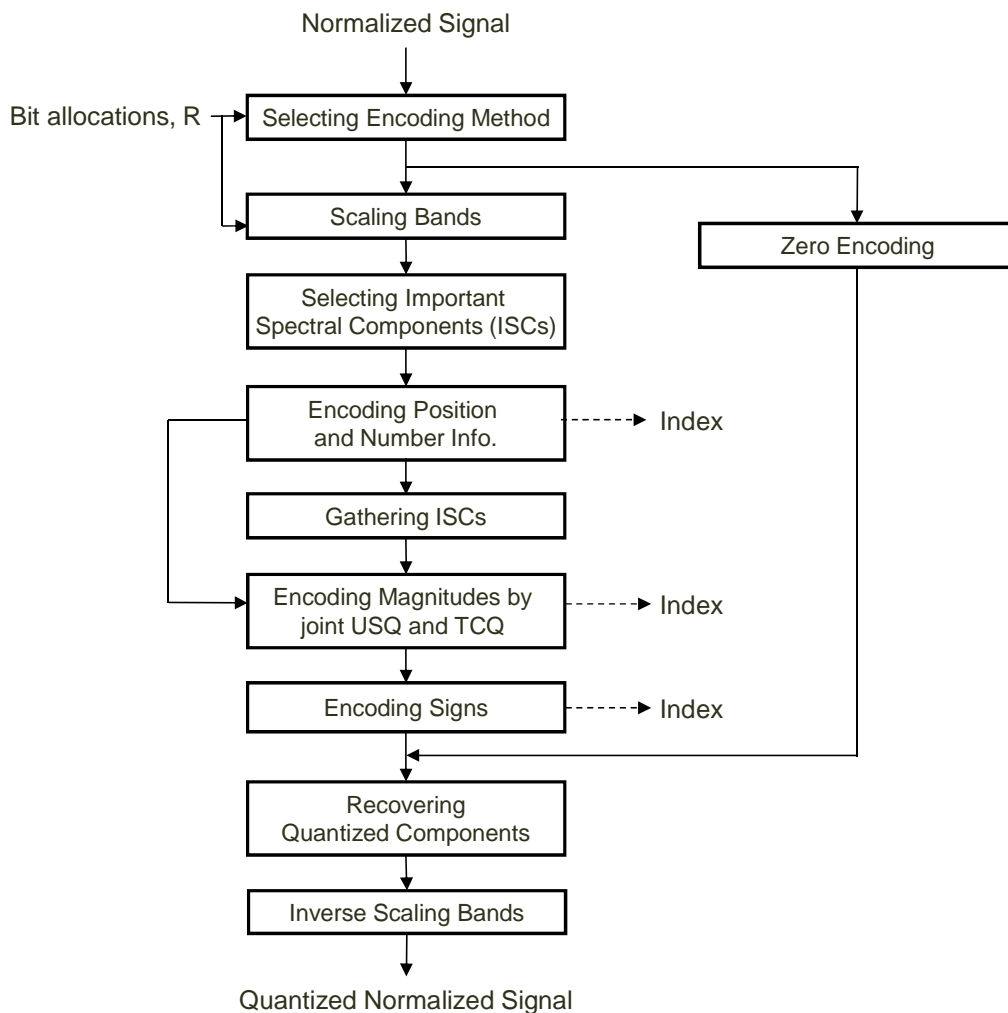 Normalized Signal
Bit allocations, R
Selecting Encoding Method
Scaling Bands
Zero Encoding
Selecting Important
Spectral Components (ISCs)
Encoding Position
and Number Info.
Index
Gathering ISCs
Encoding Magnitudes by
joint USQ and TCQ
Index
Encoding Signs
Index
Recovering
Quantized Components
Inverse Scaling Bands
Quantized Normalized Signal